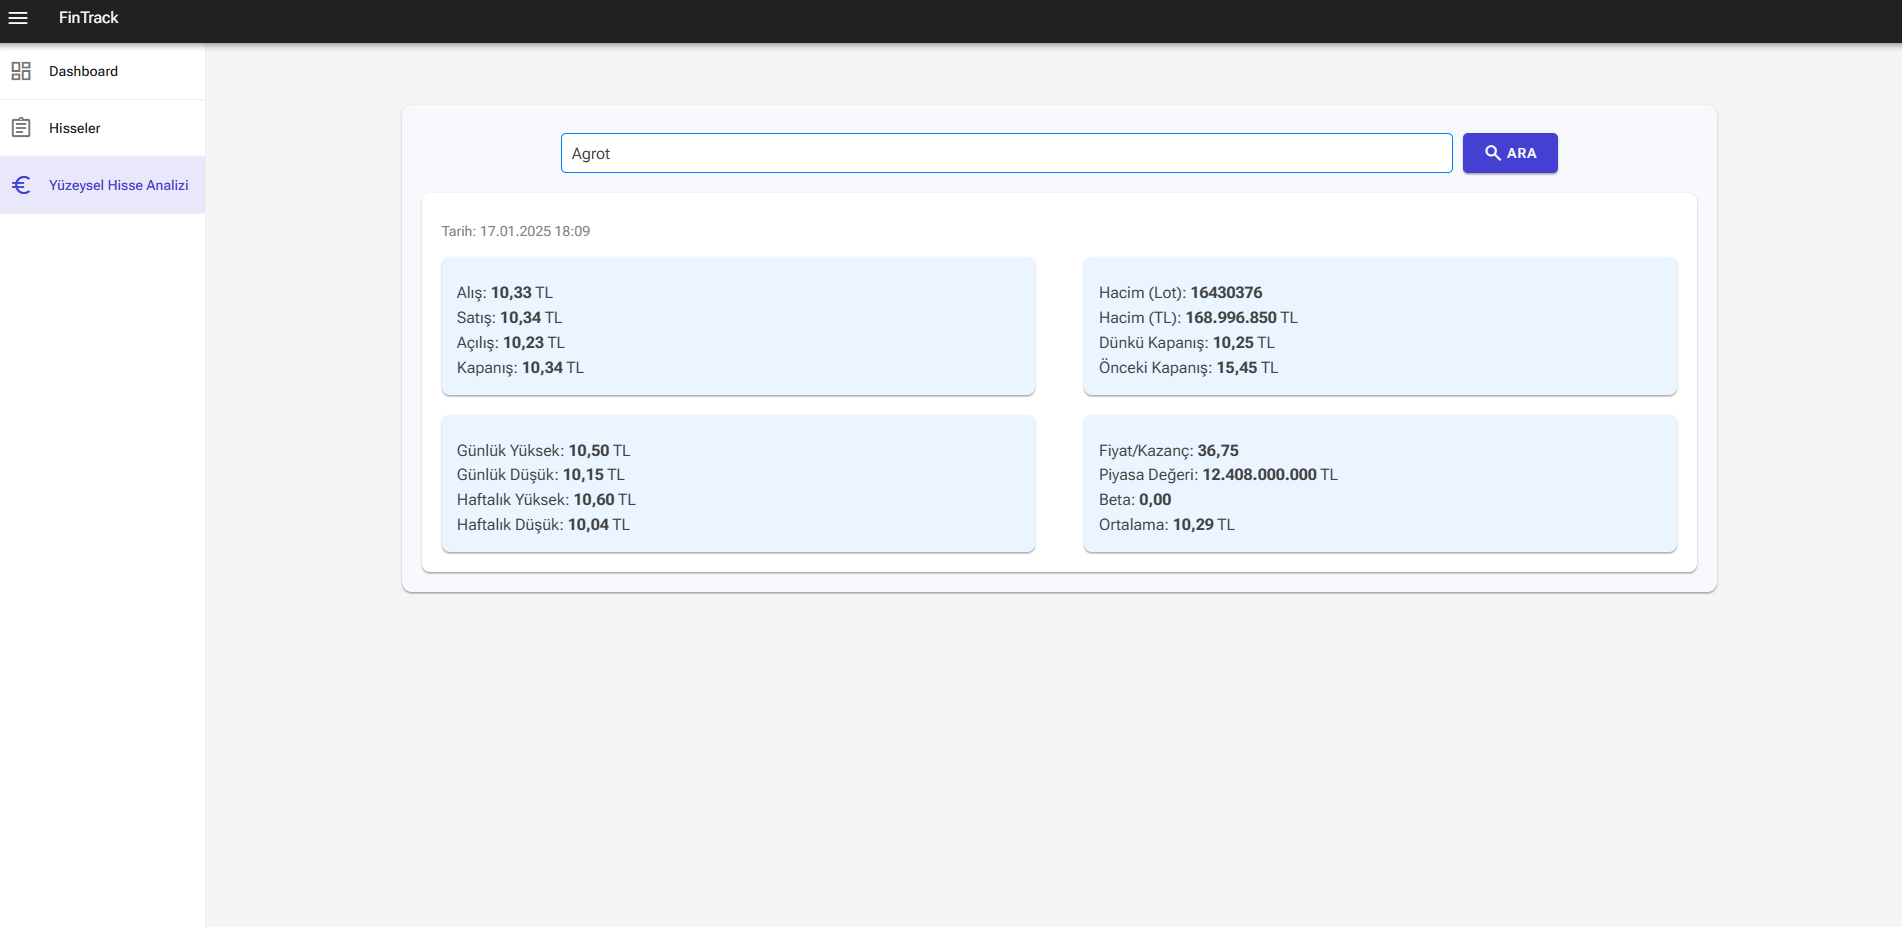 FinTrack
Dashboard
Hisseler
Yüzeysel Hisse Analizi
Agrot
ARA
Tarih: 17.01.2025 18:09
Alış: 10,33 TL
Satış: 10,34 TL
Açılış: 10,23 TL
Kapanış: 10,34 TL
Hacim (Lot): 16430376
Hacim (TL): 168.996.850 TL
Dünkü Kapanış: 10,25 TL
Önceki Kapanış: 15,45 TL
Günlük Yüksek: 10,50 TL
Günlük Düşük: 10,15 TL
Haftalık Yüksek: 10,60 TL
Haftalık Düşük: 10,04 TL
Fiyat/Kazanç: 36,75
Piyasa Değeri: 12.408.000.000 TL
Beta: 0,00
Ortalama: 10,29 TL